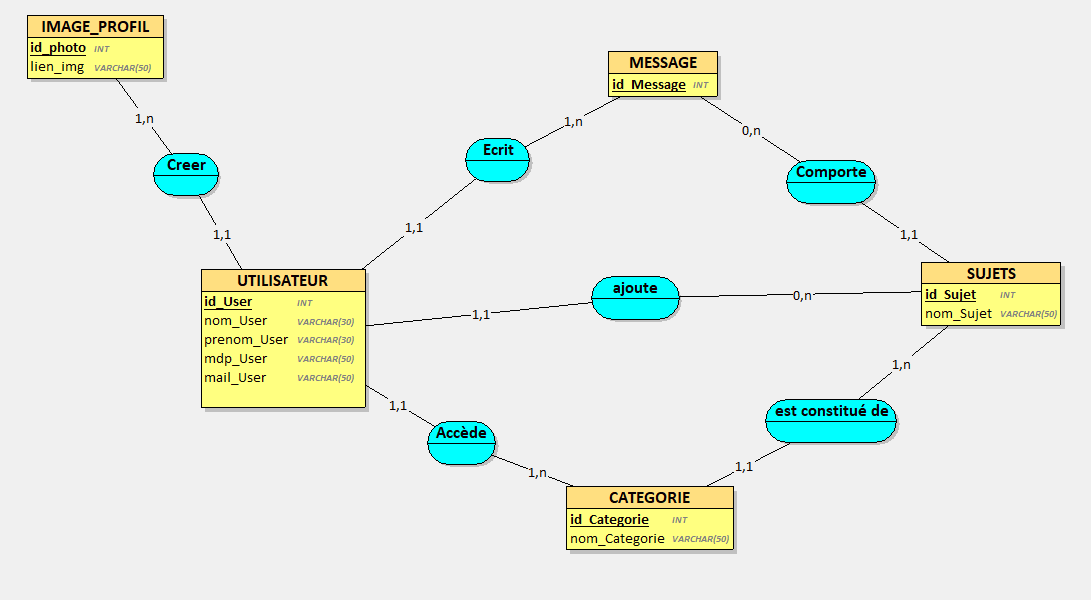 IMAGE_PROFIL
id_photo INT
lien_img VARCHAR(50)
MESSAGE
id_Message INT
1,n
1,n
0,n
Ecrit
Creer
Comporte
1,1
1,1
1,1
UTILISATEUR
id_User INT
nom_User VARCHAR(30)
prenom_User VARCHAR(30)
mdp_User VARCHAR(50)
mail_User VARCHAR(50)
ajoute
1,1
0,n
SUJETS
id_Sujet INT
nom_Sujet VARCHAR(50)
1,n
1,1
est constitué de
Accède
1,n
1,1
CATEGORIE
id_Categorie INT
nom_Categorie VARCHAR(50)